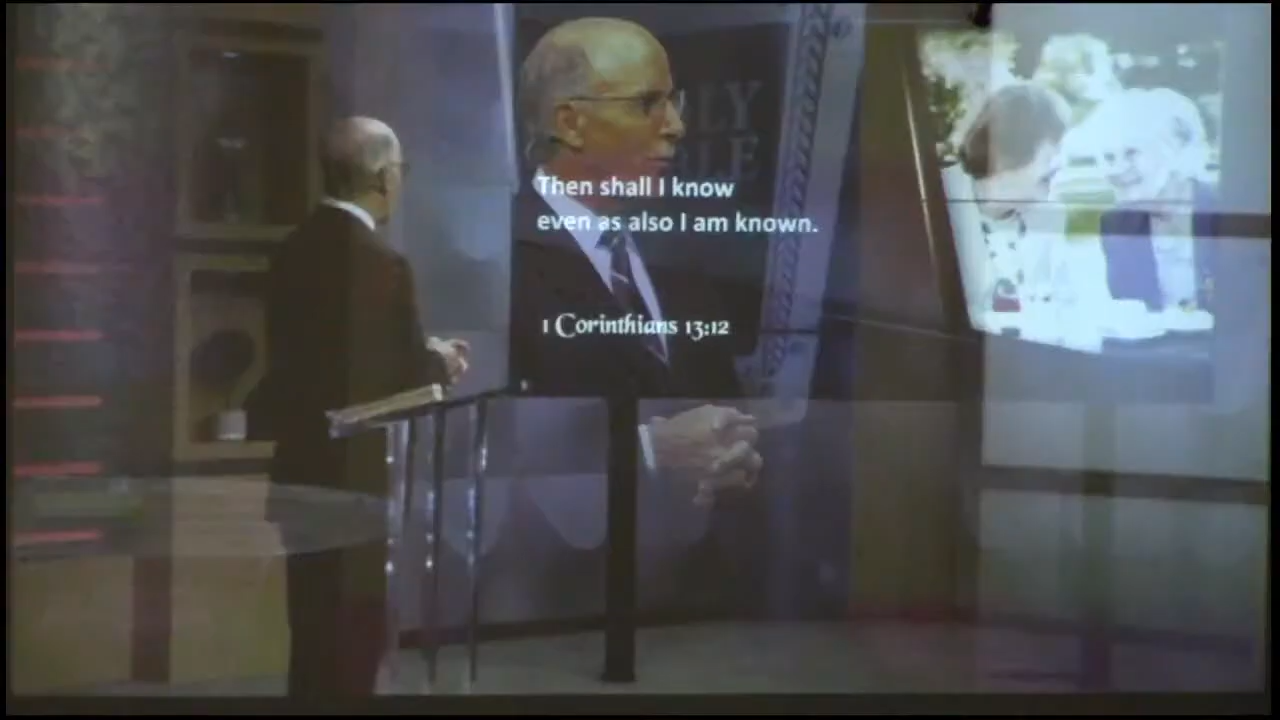 Then shall I know
even as also I am known.
1 Corinthians 13:12